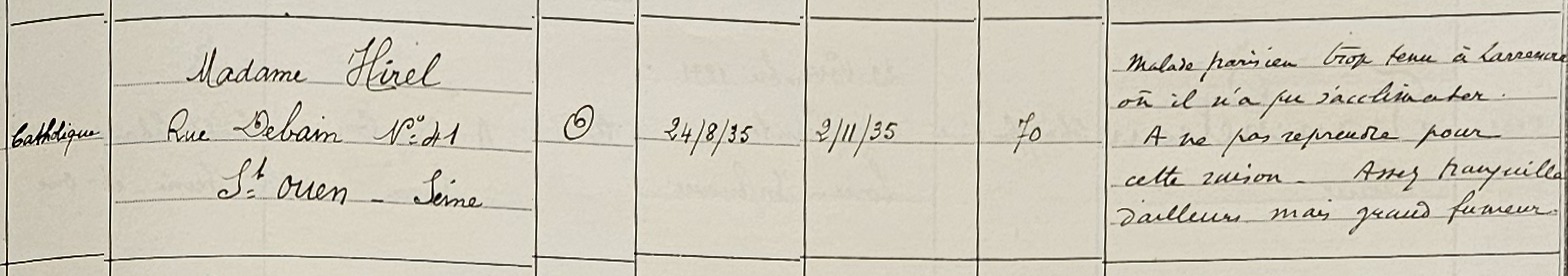 Catholique
Madame Hirel
Rue Debain N° 41
St Ouen - Seine
24/8/35
2/11/35
70
Malade parisien trop tenu à
où il n'a pu s'acclimater.
A ne pas reprendre pour
cette raison - Assez tranquille
d'ailleurs mais grand fumeur.